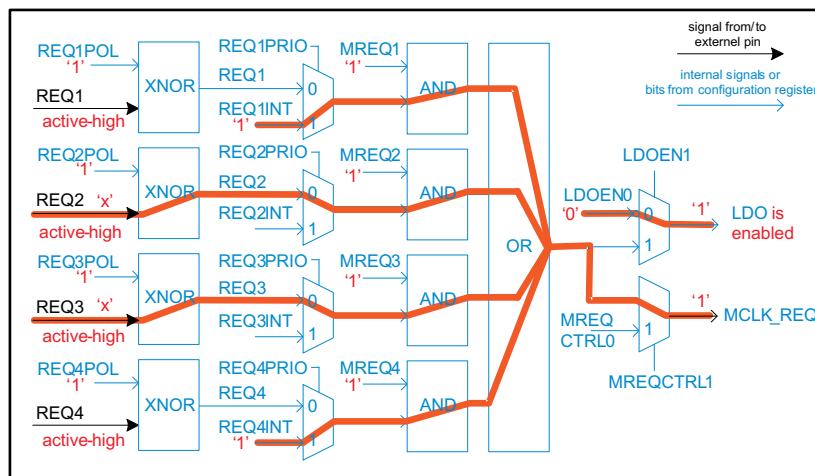 signal from/to
externel pin
internal signals or
bits from configuration register
REQ1POL
'1'
REQ1
active-high
XNOR
REQ1PRIO
REQ1
REQ1INT
'1'
0
1
MREQ1
'1'
AND
REQ2POL
'1'
REQ2 'x'
active-high
XNOR
REQ2PRIO
REQ2
REQ2INT
0
1
MREQ2
'1'
AND
REQ3POL
'1'
REQ3 'x'
active-high
XNOR
REQ3PRIO
REQ3
REQ3INT
0
1
MREQ3
'1'
AND
REQ4POL
'1'
REQ4
active-high
XNOR
REQ4PRIO
REQ4
REQ4INT
'1'
0
1
MREQ4
'1'
AND
OR
LDOEN1
LDOEN0
'0'
0
1
'1'
LDO is
enabled
MREQ
CTRL0
1
'1'
MCLK_REQ
MREQCTRL1